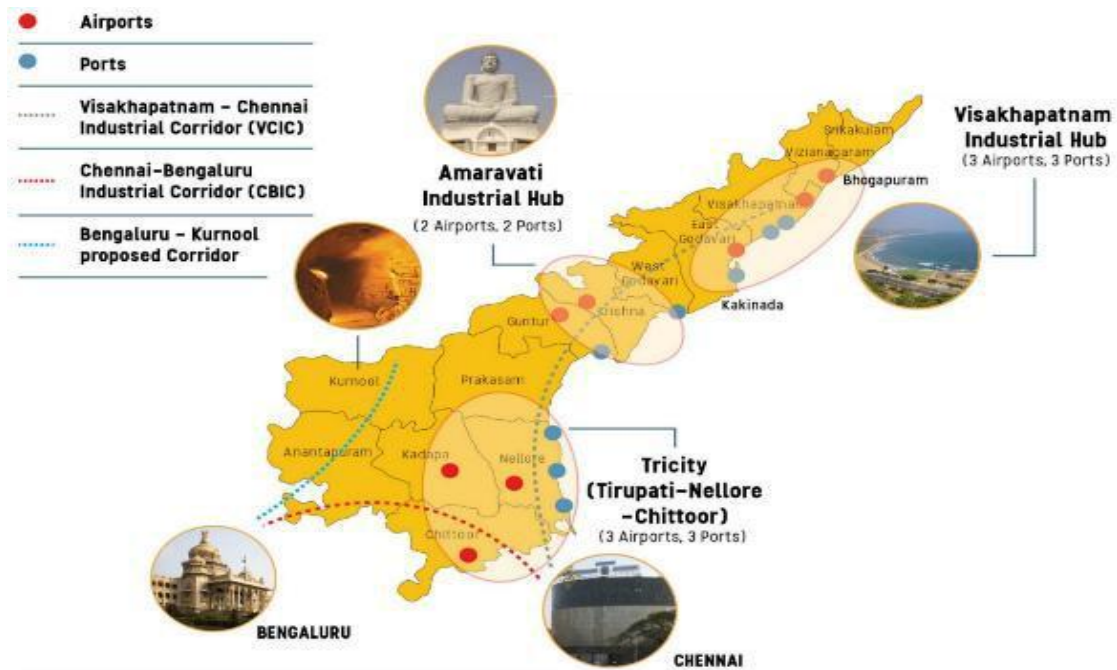 Airports
Ports
Visakhapatnam - Chennai
Industrial Corridor (VCIC)
Chennai-Bengaluru
Industrial Corridor (CBIC)
Bengaluru - Kurnool
proposed Corridor
Amaravati
Industrial Hub
(2 Airports, 2 Ports)
Visakhapatnam
Industrial Hub
(3 Airports, 3 Ports)
Srikakulam
Vizianagaram
Bhogapuram
Visakhapatnam
East
Godavari
West
Godavari
Kakinada
Krishna
Guntur
Kurnool
Prakasam
Anantapuram
Kadapa
Nellore
Tricity
(Tirupati-Nellore
-Chittoor)
(3 Airports, 3 Ports)
Chittoor
BENGALURU
CHENNAI